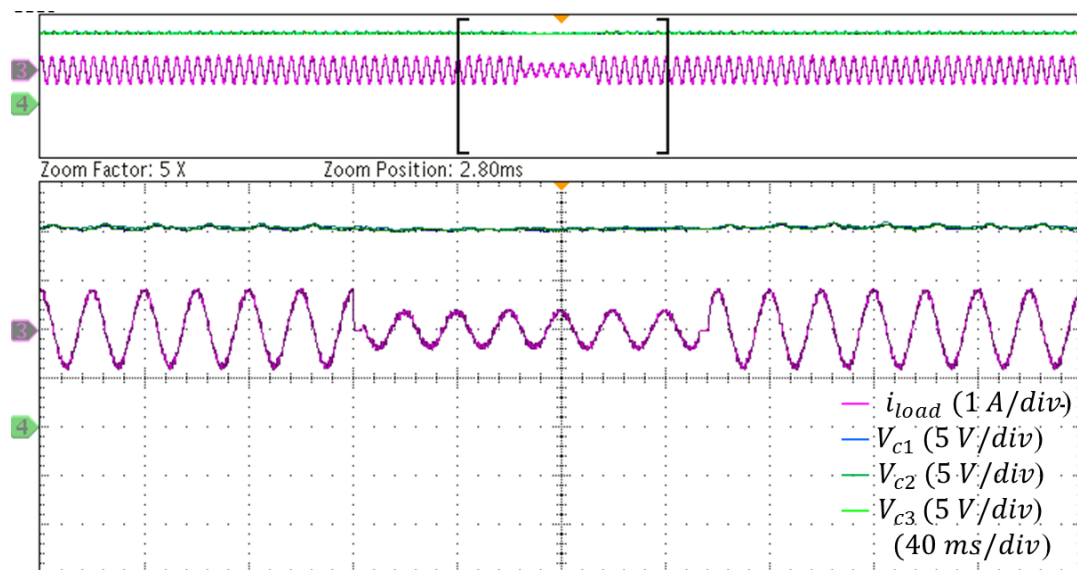 3
4
Zoom Factor: 5 X Zoom Position: 2.80ms
3
4
i_load (1 A/div)
V_c1 (5 V/div)
V_c2 (5 V/div)
V_c3 (5 V/div)
(40 ms/div)